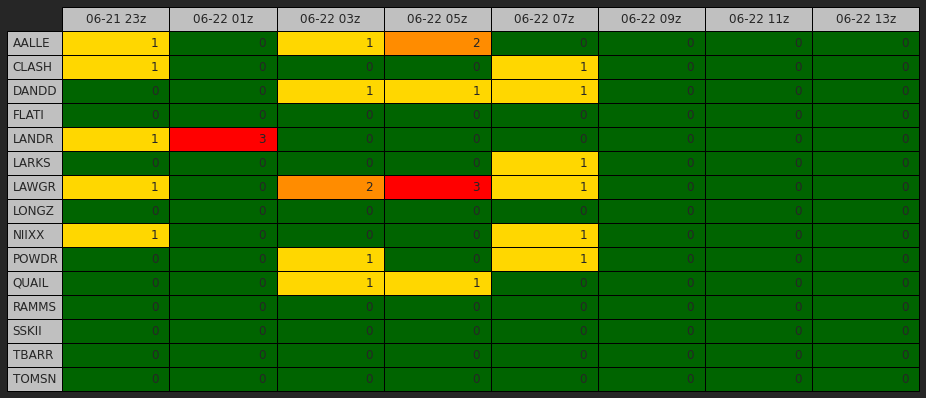 06-21 23z 06-22 01z 06-22 03z 06-22 05z 06-22 07z 06-22 09z 06-22 11z 06-22 13z
AALLE 1 0 1 2 0 0 0 0
CLASH 1 0 0 0 1 0 0 0
DANDD 0 0 1 1 1 0 0 0
FLATI 0 0 0 0 0 0 0 0
LANDR 1 3 0 0 0 0 0 0
LARKS 0 0 0 0 1 0 0 0
LAWGR 1 0 2 3 1 0 0 0
LONGZ 0 0 0 0 0 0 0 0
NIIXX 1 0 0 0 1 0 0 0
POWDR 0 0 1 0 1 0 0 0
QUAIL 0 0 1 1 0 0 0 0
RAMMS 0 0 0 0 0 0 0 0
SSKII 0 0 0 0 0 0 0 0
TBARR 0 0 0 0 0 0 0 0
TOMSN 0 0 0 0 0 0 0 0